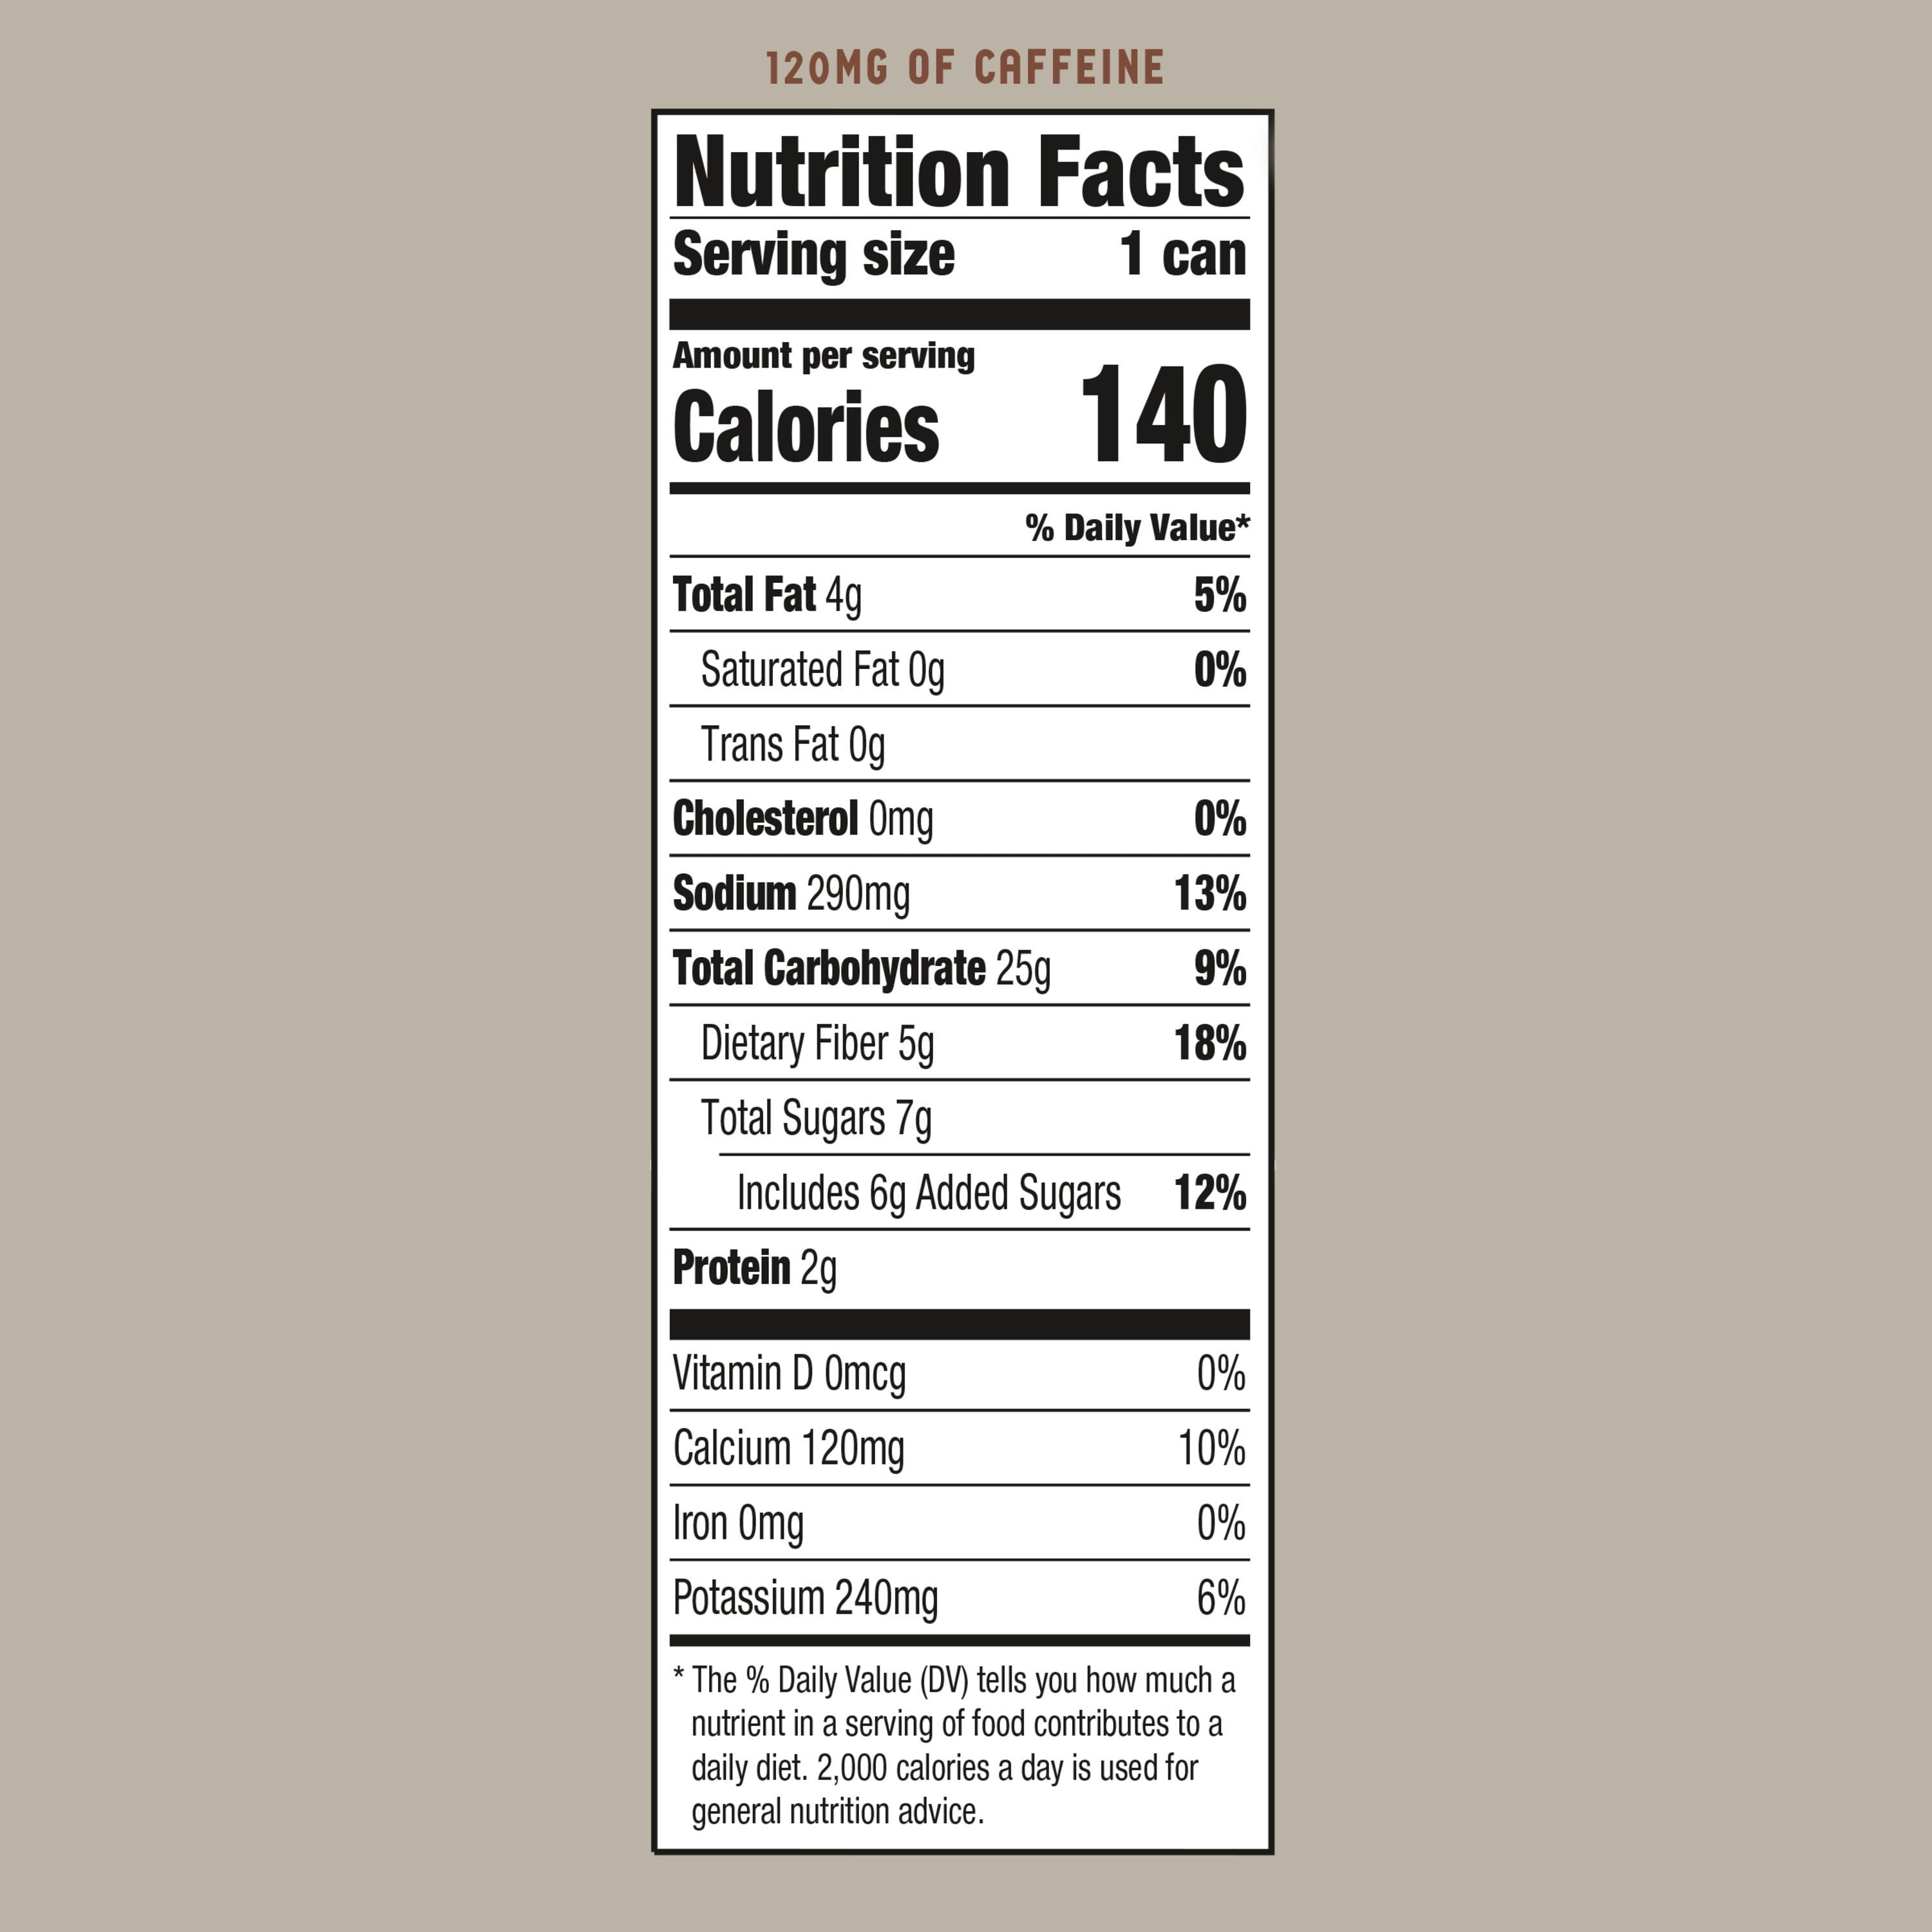 120MG OF CAFFEINE
Nutrition Facts
Serving size 1 can
Amount per serving
Calories 140
% Daily Value*
Total Fat 4g 5%
Saturated Fat 0g 0%
Trans Fat 0g
Cholesterol 0mg 0%
Sodium 290mg 13%
Total Carbohydrate 25g 9%
Dietary Fiber 5g 18%
Total Sugars 7g
Includes 6g Added Sugars 12%
Protein 2g
Vitamin D 0mcg 0%
Calcium 120mg 10%
Iron 0mg 0%
Potassium 240mg 6%
* The % Daily Value (DV) tells you how much a
nutrient in a serving of food contributes to a
daily diet. 2,000 calories a day is used for
general nutrition advice.